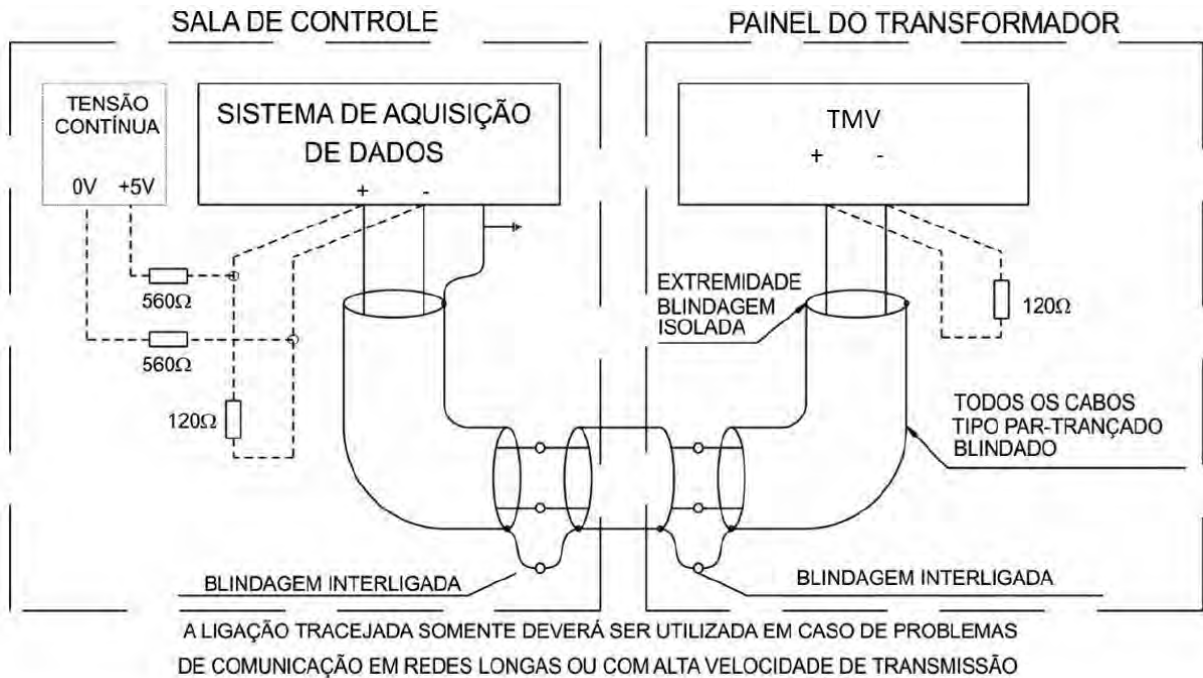 SALA DE CONTROLE
PAINEL DO TRANSFORMADOR
TENSÃO
CONTÍNUA
0V +5V
SISTEMA DE AQUISIÇÃO
DE DADOS
+ -
TMV
+ -
560Ω
560Ω
120Ω
EXTREMIDADE
BLINDAGEM
ISOLADA
120Ω
TODOS OS CABOS
TIPO PAR-TRANÇADO
BLINDADO
BLINDAGEM INTERLIGADA
BLINDAGEM INTERLIGADA
A LIGAÇÃO TRACEJADA SOMENTE DEVERÁ SER UTILIZADA EM CASO DE PROBLEMAS
DE COMUNICAÇÃO EM REDES LONGAS OU COM ALTA VELOCIDADE DE TRANSMISSÃO